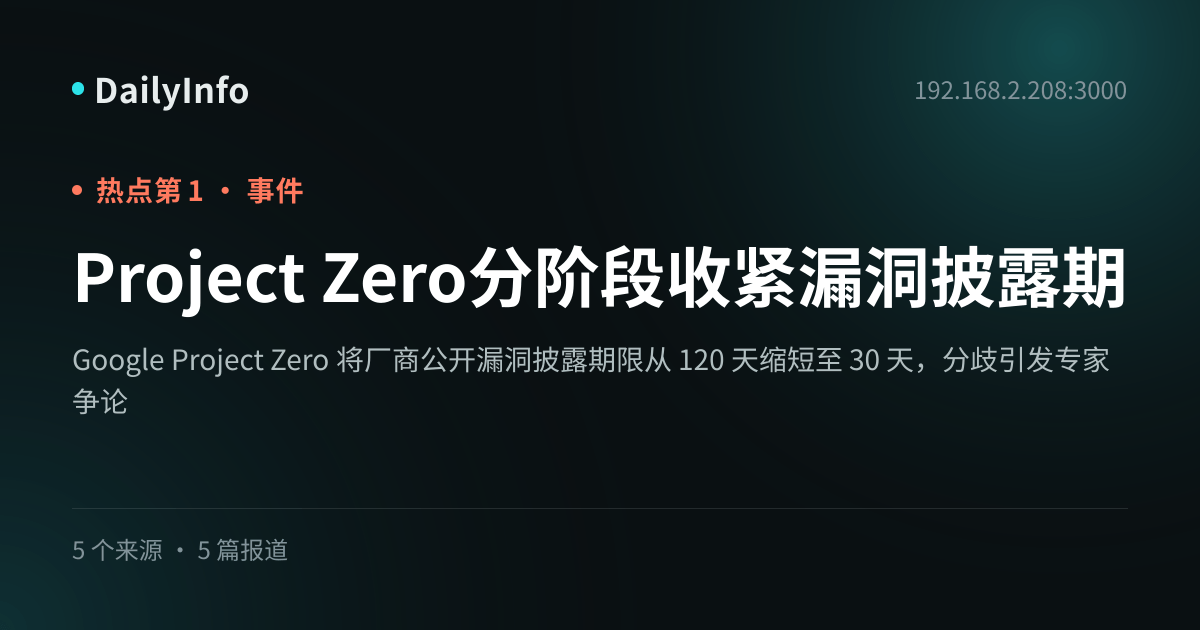 DailyInfo
192.168.2.208:3000
热点第 1 · 事件
Project Zero分阶段收紧漏洞披露期
Google Project Zero 将厂商公开漏洞披露期限从 120 天缩短至 30 天，分歧引发专家
争论
5 个来源 · 5 篇报道